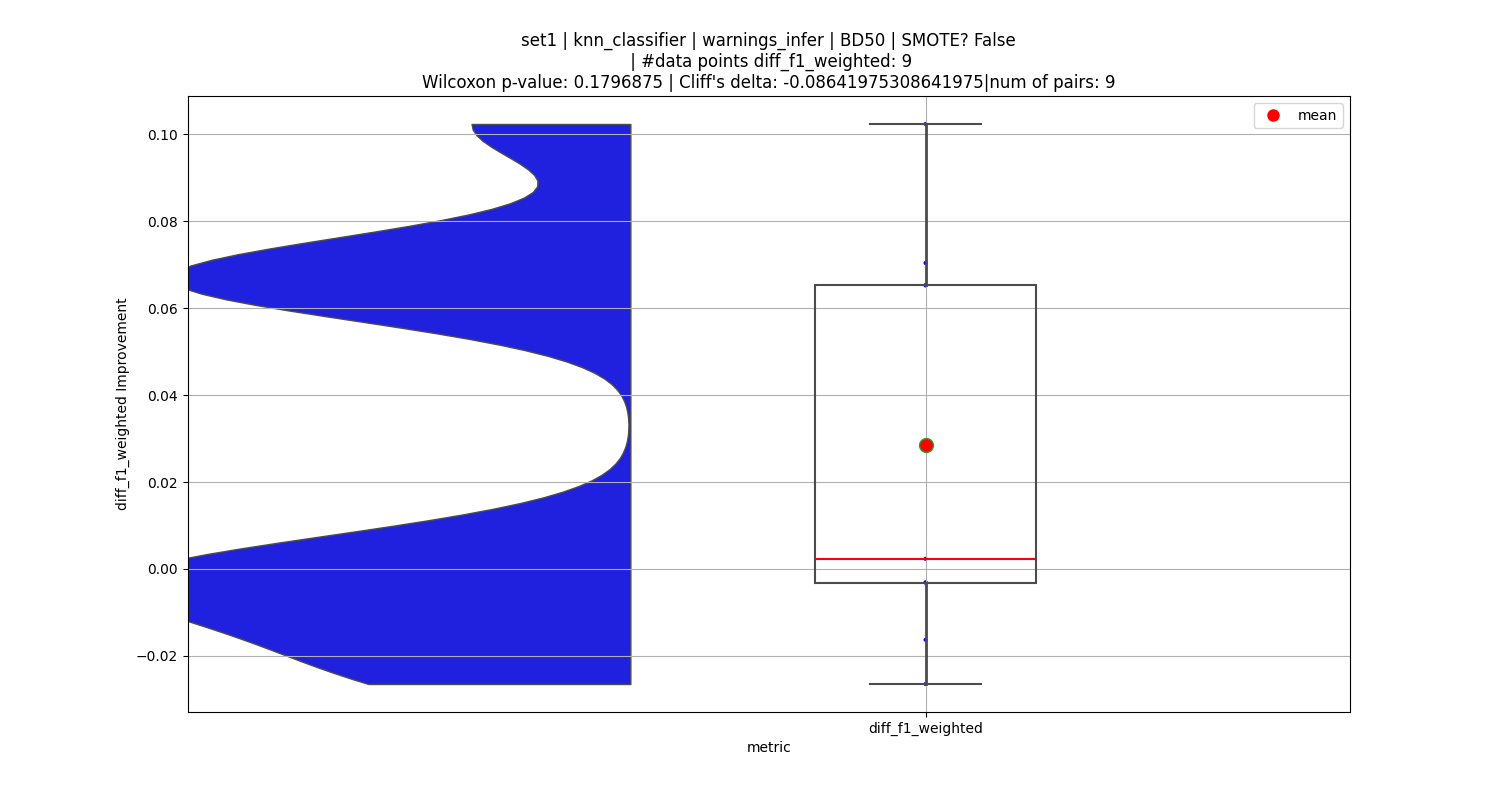 set1 | knn_classifier | warnings_infer | BD50 | SMOTE? False
| #data points diff_f1_weighted: 9
Wilcoxon p-value: 0.1796875 | Cliff's delta: -0.08641975308641975|num of pairs: 9
mean
0.10
0.08
0.06
0.04
0.02
0.00
−0.02
diff_f1_weighted Improvement
diff_f1_weighted
metric